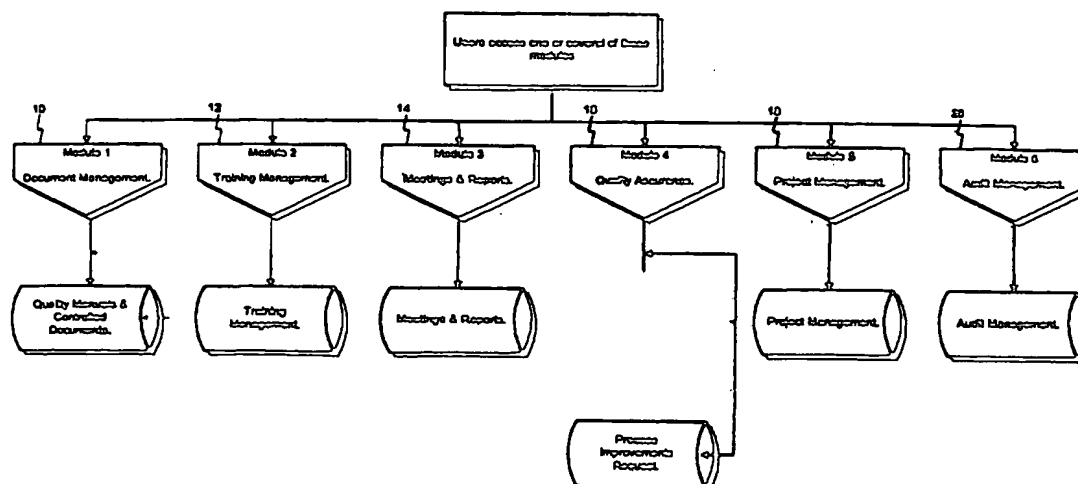 Users access one or several of these
modules
10
12
14
10
10
Module 1
Document Management.
Module 2
Training Management.
Module 3
Meetings & Reports.
Module 4
Quality Assurance.
Module 5
Project Management.
Module 6
Audit Management.
Quality Manuals &
Controlled
Documents.
Training
Management.
Meetings & Reports.
Project Management.
Audit Management.
Process
Improvements
Request.